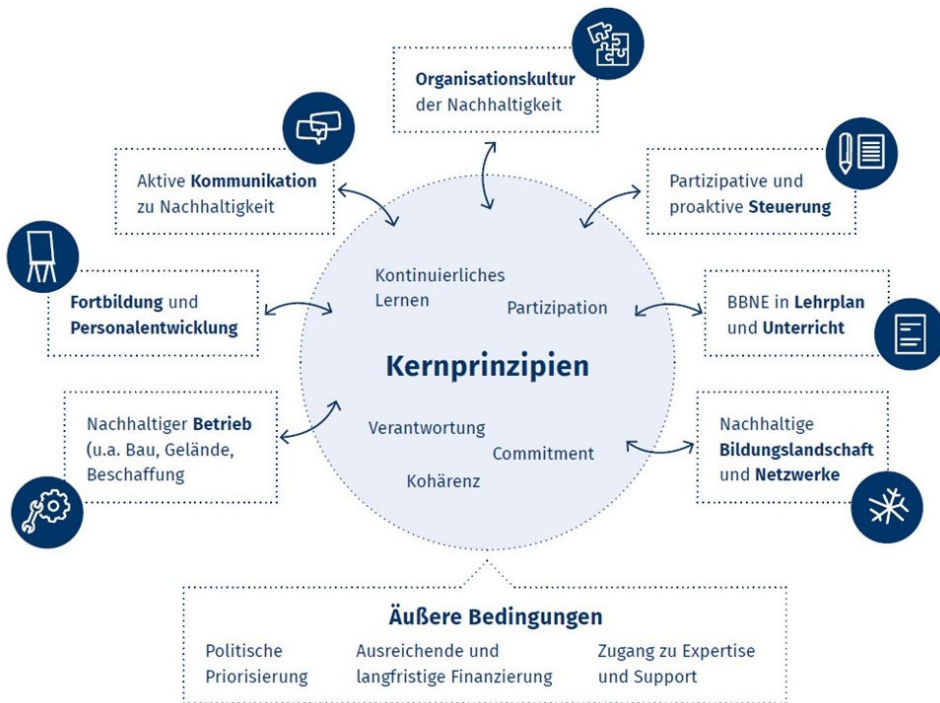 Organisationskultur
der Nachhaltigkeit
Aktive Kommunikation
zu Nachhaltigkeit
Partizipative und
proaktive Steuerung
Fortbildung und
Personalentwicklung
BBNE in Lehrplan
und Unterricht
Nachhaltiger Betrieb
(u.a. Bau, Gelände,
Beschaffung
Nachhaltige
Bildungslandschaft
und Netzwerke
Kontinuierliches
Lernen
Partizipation
Kernprinzipien
Verantwortung
Commitment
Kohärenz
Äußere Bedingungen
Politische
Priorisierung
Ausreichende und
langfristige Finanzierung
Zugang zu Expertise
und Support